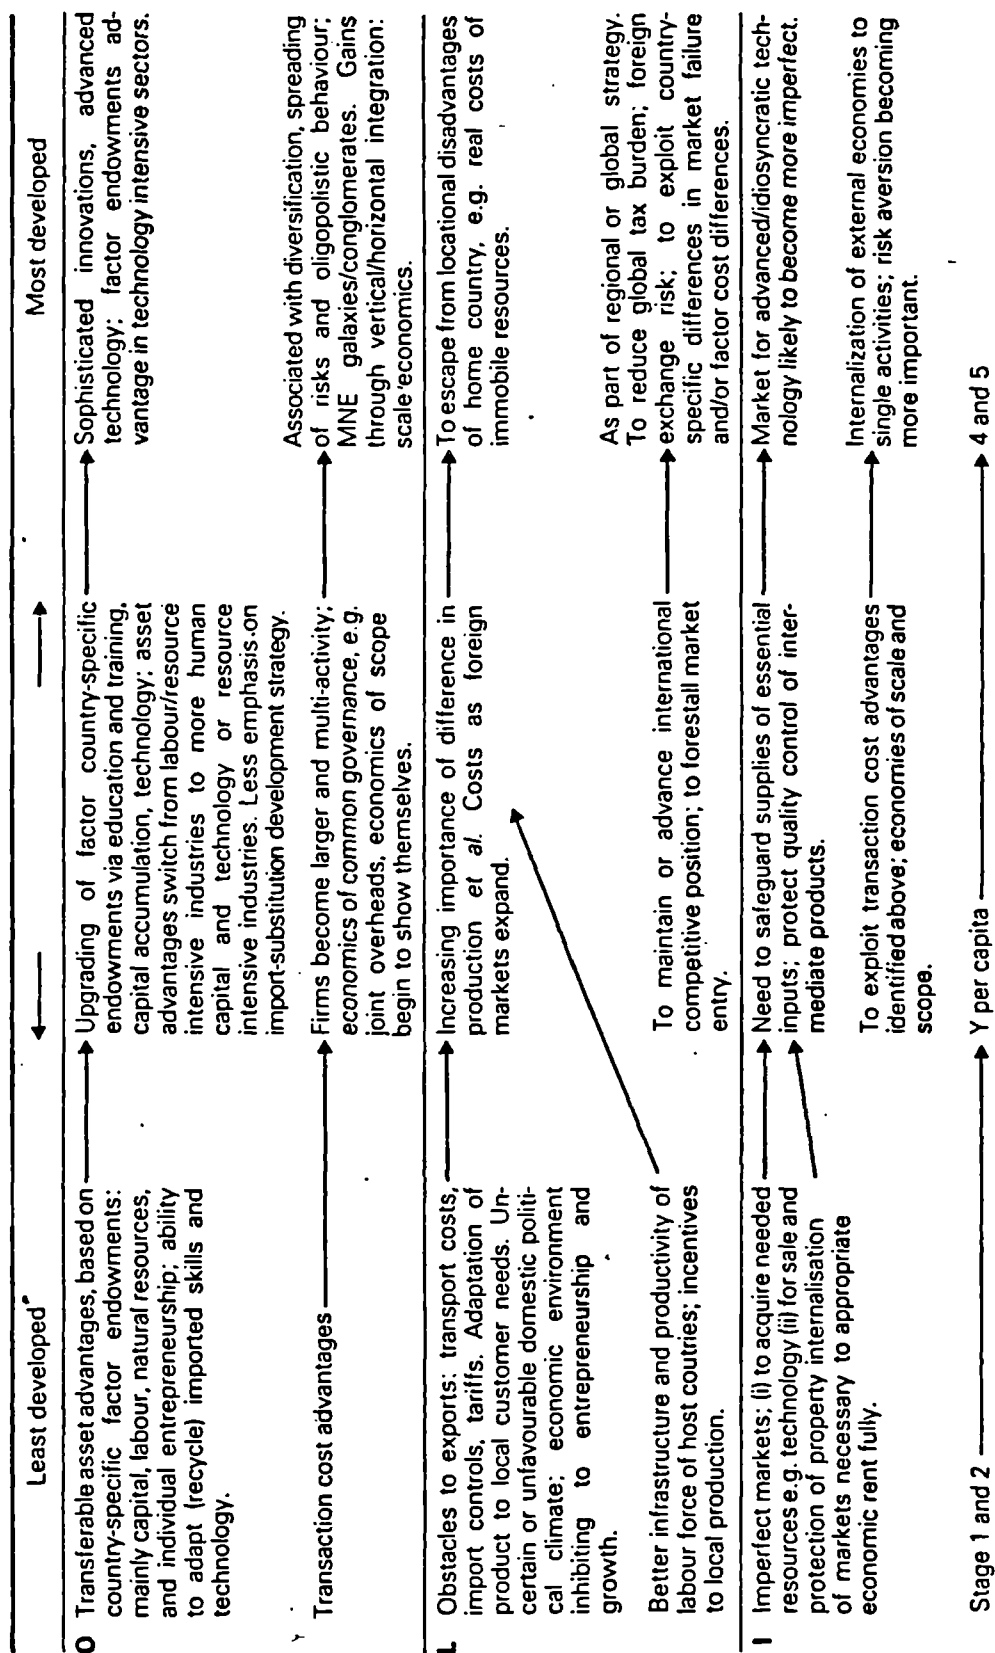 Least developed
Most developed
O
Transferable asset advantages, based on
country-specific factor endowments:
mainly capital, labour, natural resources,
and individual entrepreneurship; ability
to adapt (recycle) imported skills and
technology.
Upgrading of factor country-specific
endowments via education and training,
capital accumulation, technology; asset
advantages swich from labour/resource
intensive industries to more human
capital and technology or resource
intensive industries. Less emphasis on
import-substitution development strategy.
Sophisticated innovations, advanced
technology; factor endowments ad-
vantage in technology intensive sectors.
Transaction cost advantages
Firms become larger and multi-activity;
economics of common governance, e.g.
joint overheads, economics of scope
begin to show themselves.
Associated with diversification, spreading
of risks and oligopolistic behaviour;
MNE galaxies/conglomerates. Gains
through vertical/horizontal integration:
scale economics.
L
Obstacles to exports: transport costs,
import controls, tariffs. Adaptation of
product to local customer needs. Un-
certain or unfavourable domestic politi-
cal climate; economic environment
inhibiting to entrepreneurship and
growth.
Increasing importance of difference in
production et al. Costs as foreign
markets expand.
To escape from locational disadvantages
of home country, e.g. real costs of
immobile resources.
Better infrastructure and productivity of
labour force of host coutries; incentives
to local production.
To maintain or advance international
competitive position; to forestall market
entry.
As part of regional or global strategy.
To reduce global tax burden; foreign
exchange risk; to exploit country-
specific differences in market failure
and/or factor cost differences.
I
Imperfect markets; (i) to acquire needed
resources e.g. technology (ii) for sale and
protection of property internalisation
of markets necessary to appropriate
economic rent fully.
Need to safeguard supplies of essential
inputs; protect quality control of inter-
mediate products.
Market for advanced/idiosyncratic tech-
nology likely to become more imperfect.
To exploit transaction cost advantages
identified above; economies of scale and
scope.
Internalization of external economies to
single activities; risk aversion becoming
more important.
Stage 1 and 2
Y per capita
4 and 5